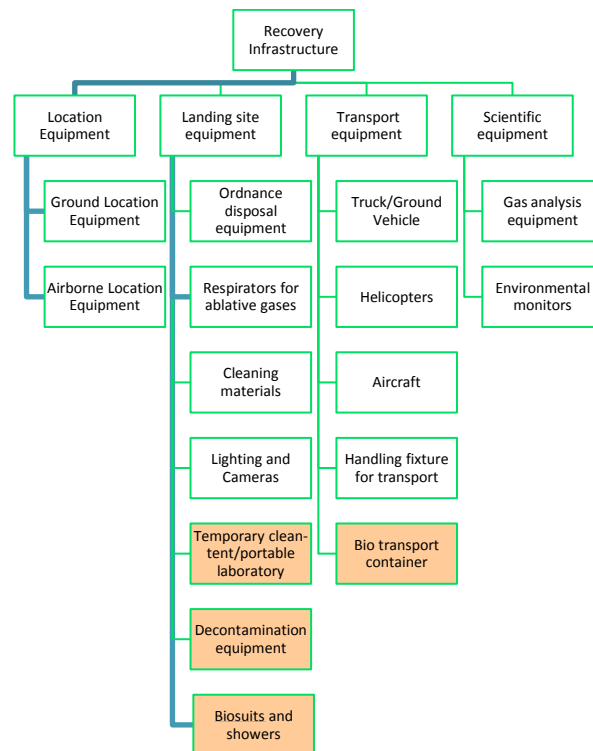 Recovery
Infrastructure
Location
Equipment
Landing site
equipment
Transport
equipment
Scientific
equipment
Ground Location
Equipment
Ordnance
disposal
equipment
Truck/Ground
Vehicle
Gas analysis
equipment
Airborne Location
Equipment
Respirators for
ablative gases
Helicopters
Environmental
monitors
Cleaning
materials
Aircraft
Lighting and
Cameras
Handling fixture
for transport
Temporary clean-
tent/portable
laboratory
Bio transport
container
Decontamination
equipment
Biosuits and
showers